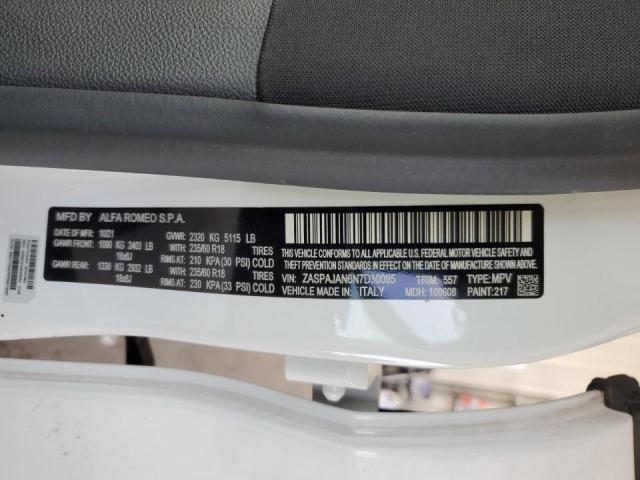 MFD BY ALFA ROMEO S.P.A.
DATE OF MFR: 10/21 GVWR: 2320 KG 5115 LB
GAWR FRONT: 1090 KG 2403 LB WITH: 235/60 R18 TIRES
18x8J RIMS AT: 210 KPA (30 PSI) COLD
GAWR REAR: 1330 KG 2932 LB WITH: 235/60 R18 TIRES
18x8J RIMS AT: 230 KPA (33 PSI) COLD
THIS VEHICLE CONFORMS TO ALL APPLICABLE U.S. FEDERAL MOTOR VEHICLE SAFETY,
BUMPER, AND THEFT PREVENTION STANDARDS IN EFFECT ON THE DATE OF MANUFACTURE SHOWN ABOVE.
VIN: ZASPAJAN6N7D30095 TRIM: 557 TYPE: MPV
MADE IN: ITALY MDH: 100608 PAINT: 217